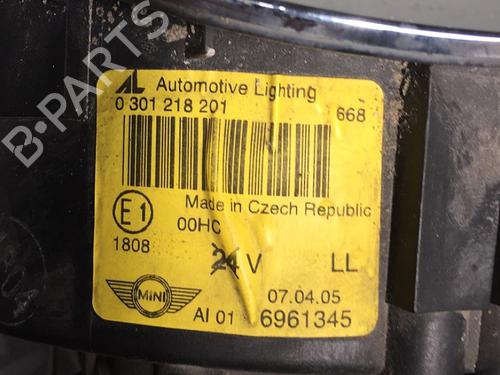 B-PARTS
AL Automotive Lighting
0 301 218 201
668
E1
Made in Czech Republic
00HC
1808
24 V LL
MINI
07.04.05
AI 01 6961345